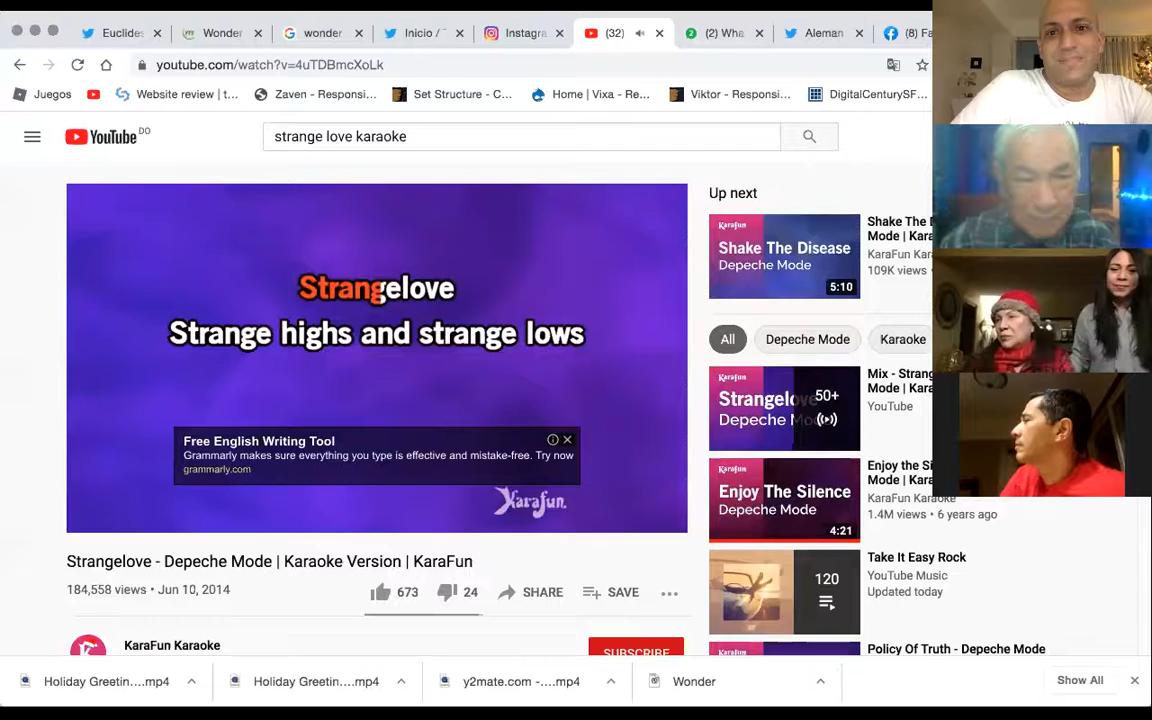 Euclides
Wonder
wonder
Inicio /
Instagra
(32)
(2) Wha
Aleman
(8) Fa
youtube.com/watch?v=4uTDBmcXoLk
Juegos
Website review | t...
Zaven - Responsi...
Set Structure - C...
Home | Vixa - Re...
Viktor - Responsi...
DigitalCenturySF...
YouTube DO
strange love karaoke
Strangelove
Strange highs and strange lows
Free English Writing Tool
Grammarly makes sure everything you type is effective and mistake-free. Try now
grammarly.com
Karafun.
Strangelove - Depeche Mode | Karaoke Version | KaraFun
184,558 views • Jun 10, 2014
673
24
SHARE
SAVE
KaraFun Karaoke
SUBSCRIBE
Up next
Karafun
Shake The Disease
Depeche Mode
5:10
Shake The
Mode | Kara
KaraFun Kar
109K views
All
Depeche Mode
Karaoke
Karafun
Strangelo
Depeche Mo
50+
Mix - Strang
Mode | Kara
YouTube
Karafun
Enjoy The Silence
Depeche Mode
4:21
Enjoy the Si
Mode | Kara
KaraFun Karaoke
1.4M views • 6 years ago
120
Take It Easy Rock
YouTube Music
Updated today
Policy Of Truth - Depeche Mode
Holiday Greetin....mp4
Holiday Greetin....mp4
y2mate.com -....mp4
Wonder
Show All